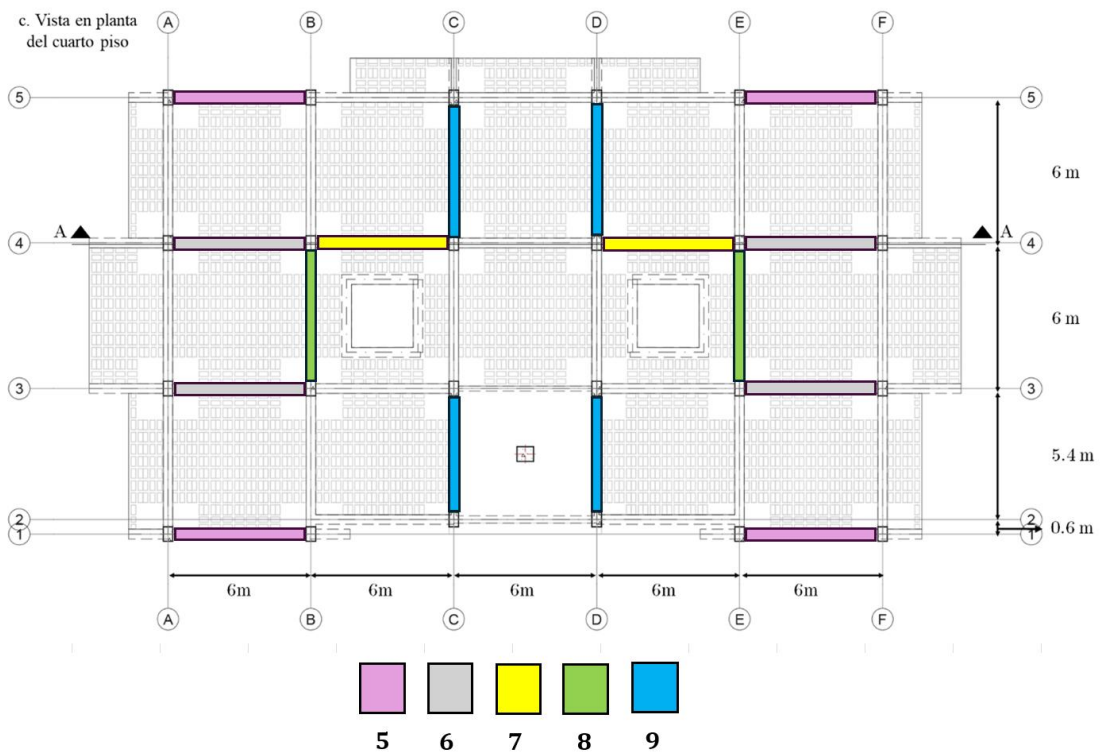 c. Vista en planta
del cuarto piso
A B C D E F
5 5
6 m
A A
4 4
6 m
3 3
5.4 m
2 2
0.6 m
1 1
6m 6m 6m 6m 6m
A B C D E F
5 6 7 8 9